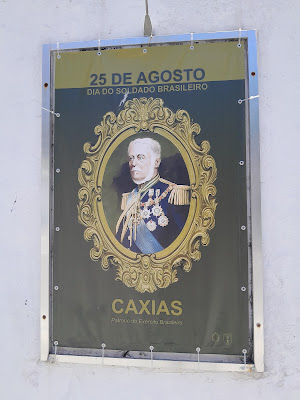 25 DE AGOSTO
DIA DO SOLDADO BRASILEIRO
CAXIAS
Patrono do Exército Brasileiro